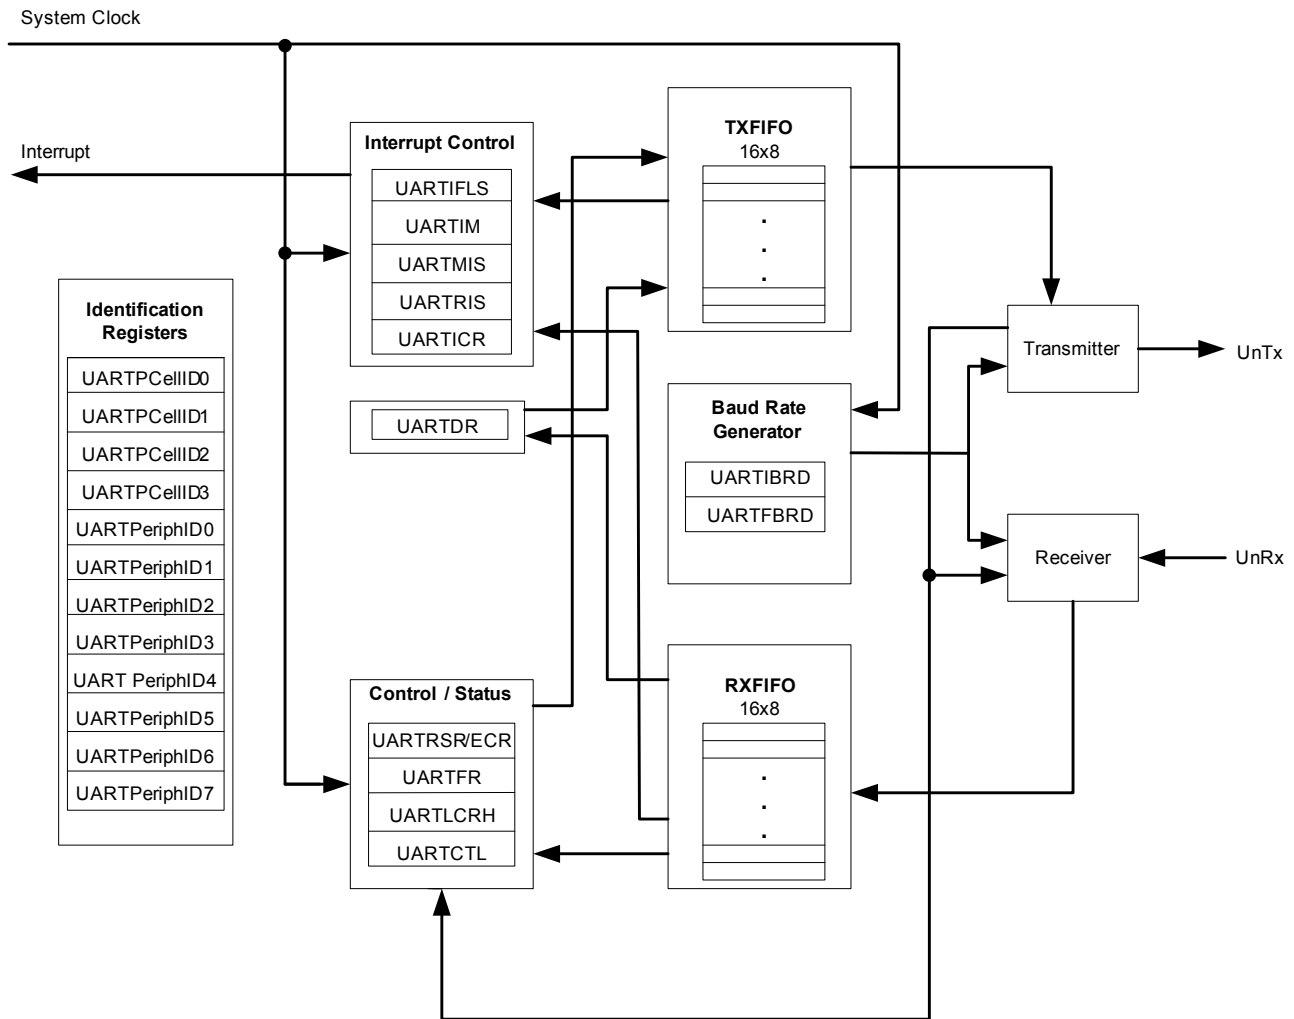 System Clock
Interrupt
Identification
Registers
UARTPCellID0
UARTPCellID1
UARTPCellID2
UARTPCellID3
UARTPeriphID0
UARTPeriphID1
UARTPeriphID2
UARTPeriphID3
UART PeriphID4
UARTPeriphID5
UARTPeriphID6
UARTPeriphID7
Interrupt Control
UARTIFLS
UARTIM
UARTMIS
UARTRIS
UARTICR
UARTDR
Control / Status
UARTRSR/ECR
UARTFR
UARTLCRH
UARTCTL
TXFIFO
16x8
.
.
.
Baud Rate
Generator
UARTIBRD
UARTFBRD
RXFIFO
16x8
.
.
.
Transmitter
UnTx
Receiver
UnRx